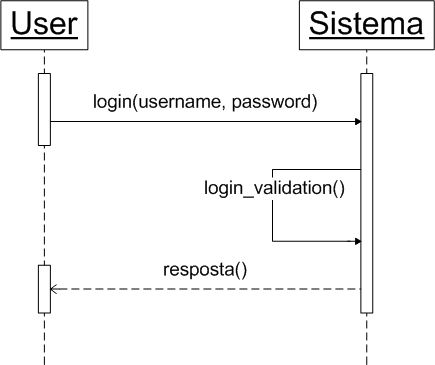 User
Sistema
login(username, password)
login_validation()
resposta()